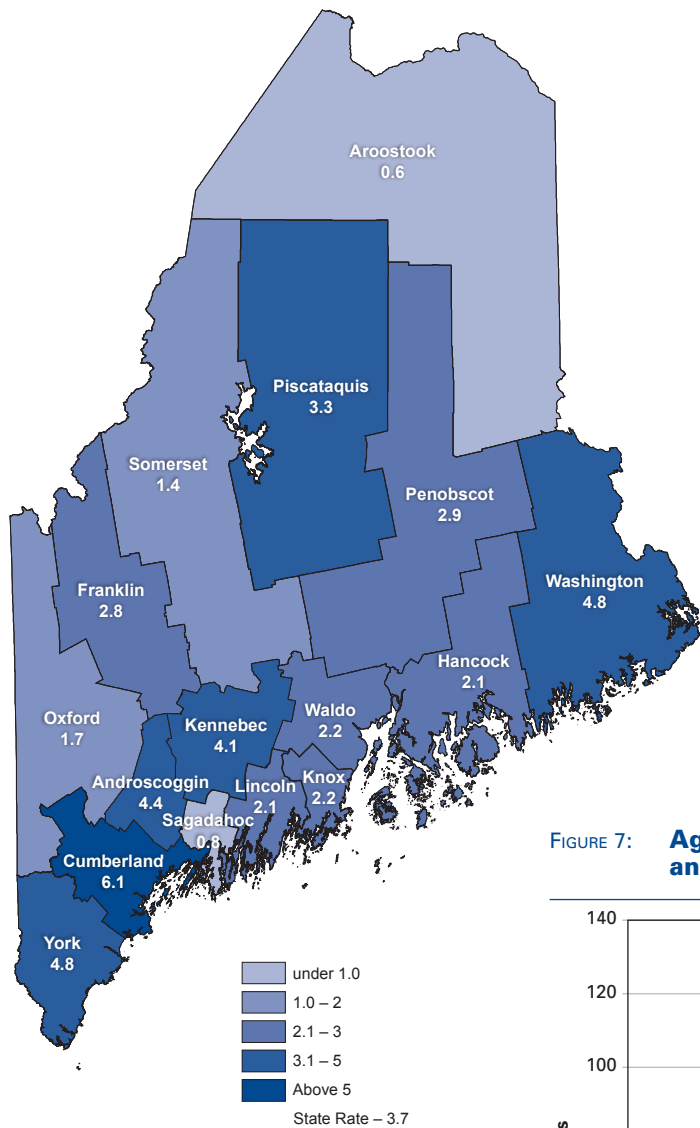 Aroostook
0.6
Piscataquis
3.3
Somerset
1.4
Penobscot
2.9
Franklin
2.8
Washington
4.8
Hancock
2.1
Oxford
1.7
Kennebec
4.1
Waldo
2.2
Androscoggin
4.4
Lincoln
2.1
Knox
2.2
Sagadahoc
0.8
Cumberland
6.1
York
4.8
under 1.0
1.0 – 2
2.1 – 3
3.1 – 5
Above 5
State Rate – 3.7
FIGURE 7: Ag
an
140
120
100
s